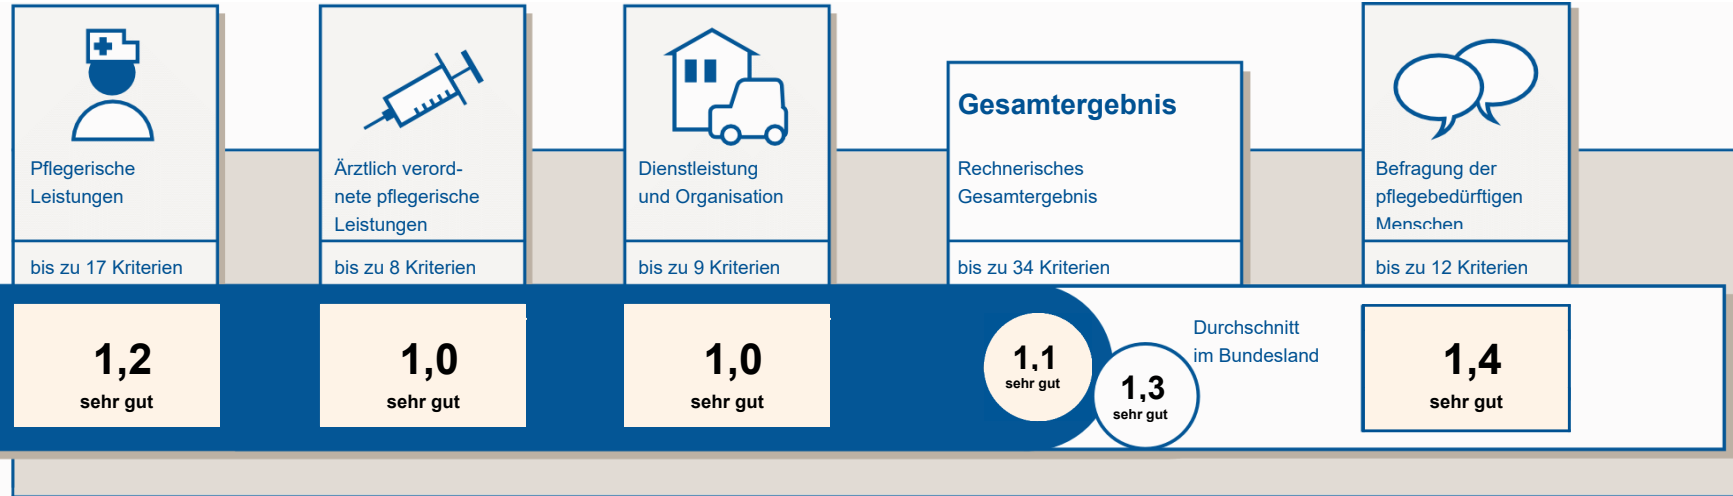 Pflegerische
Leistungen
bis zu 17 Kriterien
1,2
sehr gut
Ärztlich verord-
nete pflegerische
Leistungen
bis zu 8 Kriterien
1,0
sehr gut
Dienstleistung
und Organisation
bis zu 9 Kriterien
1,0
sehr gut
Gesamtergebnis
Rechnerisches
Gesamtergebnis
bis zu 34 Kriterien
1,1
sehr gut
1,3
sehr gut
Durchschnitt
im Bundesland
Befragung der
pflegebedürftigen
Menschen
bis zu 12 Kriterien
1,4
sehr gut